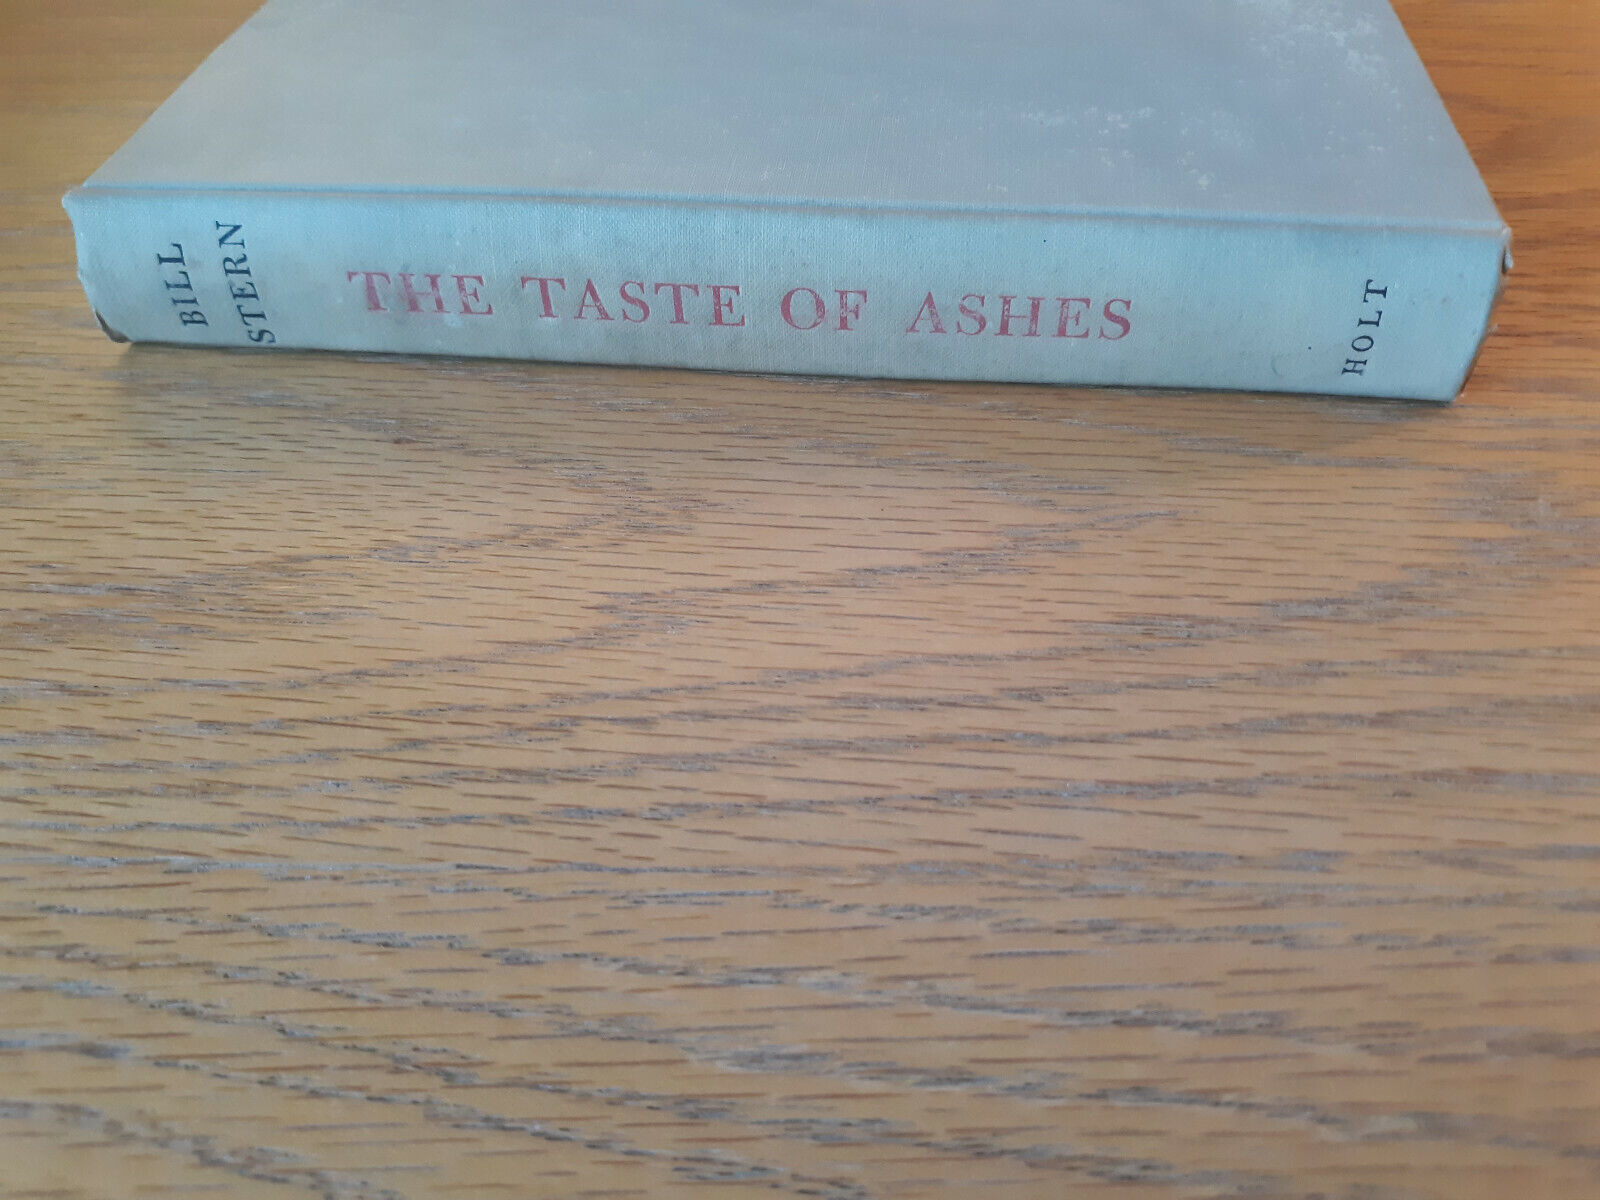 BILL
STERN
THE TASTE OF ASHES
HOLT